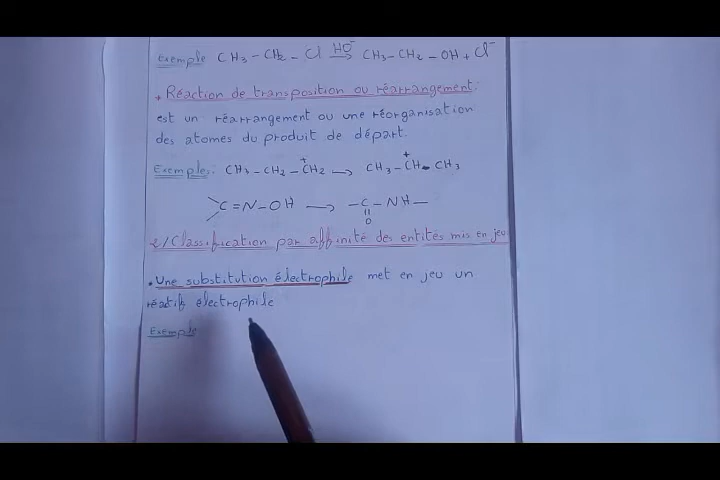 Exemple CH₃-CH₂-Cl HO⁻→ CH₃-CH₂-OH + Cl⁻
* Réaction de transposition ou réarrangement:
est un réarrangement ou une réorganisation
des atomes du produit de départ.
Exemples: CH₃-CH₂-C⁺H₂ → CH₃-C⁺H-CH₃
>C=N-OH → -C(=O)-NH-
2/Classification par affinité des entités mis en jeu
• Une substitution électrophile met en jeu un
réactif électrophile
Exemple